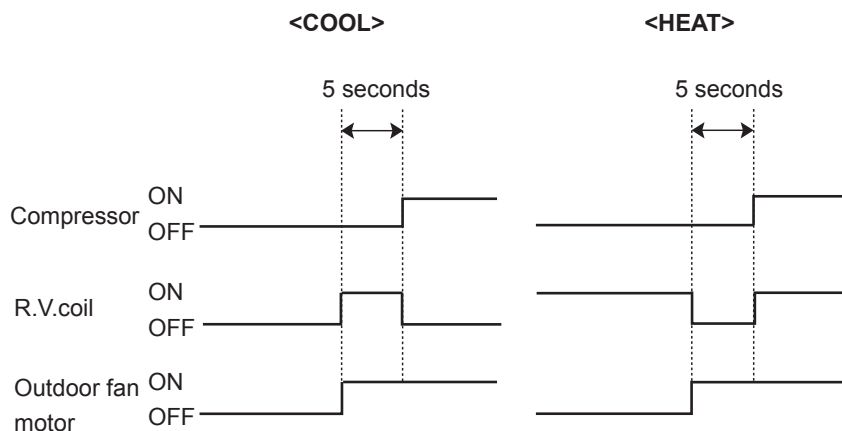 <COOL>
<HEAT>
5 seconds
5 seconds
Compressor
ON
OFF
R.V.coil
ON
OFF
Outdoor fan
motor
ON
OFF